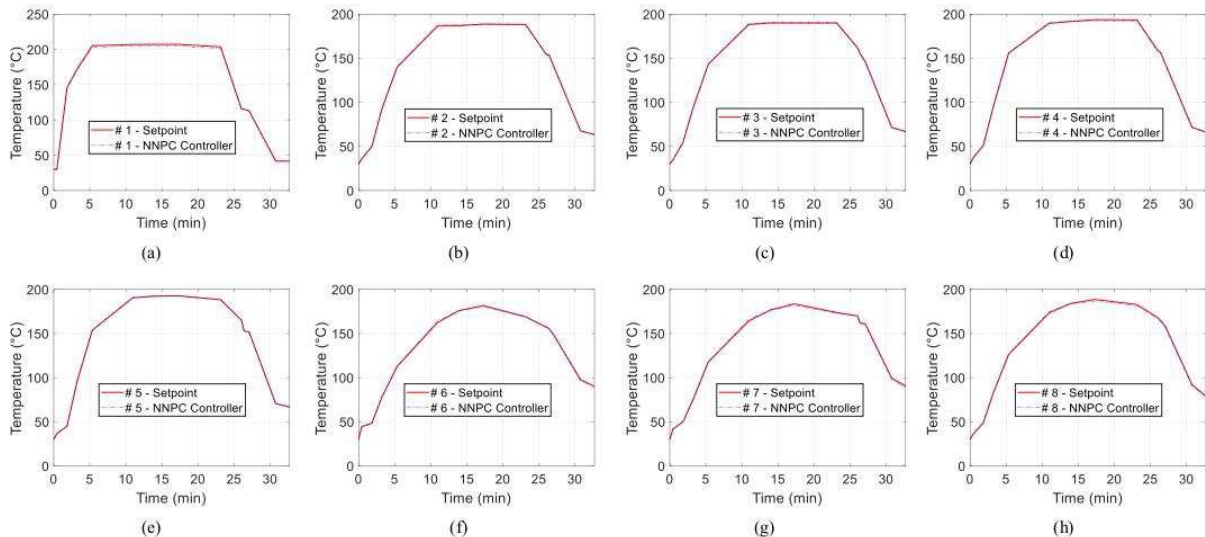 250
200
150
100
50
0
Temperature (°C)
# 1 - Setpoint
# 1 - NNPC Controller
0 5 10 15 20 25 30
Time (min)
(a)
200
150
100
50
0
Temperature (°C)
# 2 - Setpoint
# 2 - NNPC Controller
0 5 10 15 20 25 30
Time (min)
(b)
200
150
100
50
0
Temperature (°C)
# 3 - Setpoint
# 3 - NNPC Controller
0 5 10 15 20 25 30
Time (min)
(c)
200
150
100
50
0
Temperature (°C)
# 4 - Setpoint
# 4 - NNPC Controller
0 5 10 15 20 25 30
Time (min)
(d)
200
150
100
50
0
Temperature (°C)
# 5 - Setpoint
# 5 - NNPC Controller
0 5 10 15 20 25 30
Time (min)
(e)
200
150
100
50
0
Temperature (°C)
# 6 - Setpoint
# 6 - NNPC Controller
0 5 10 15 20 25 30
Time (min)
(f)
200
150
100
50
0
Temperature (°C)
# 7 - Setpoint
# 7 - NNPC Controller
0 5 10 15 20 25 30
Time (min)
(g)
200
150
100
50
0
Temperature (°C)
# 8 - Setpoint
# 8 - NNPC Controller
0 5 10 15 20 25 30
Time (min)
(h)